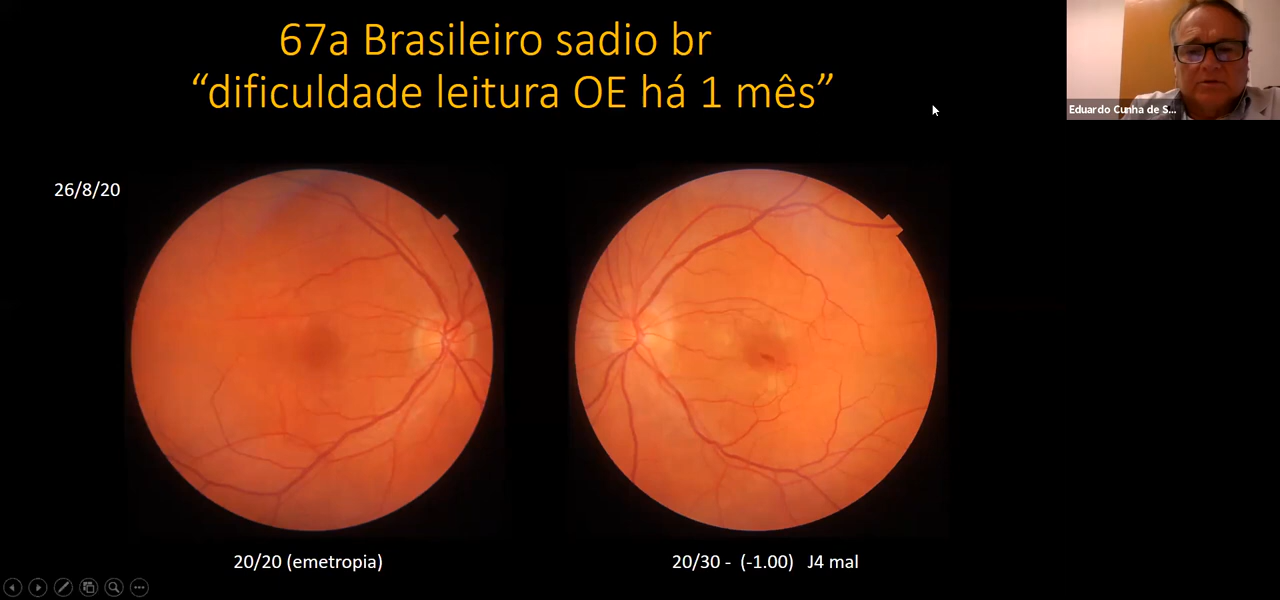 67a Brasileiro sadio br
“dificuldade leitura OE há 1 mês”
Eduardo Cunha de S...
26/8/20
20/20 (emetropia)
20/30 - (-1.00) J4 mal